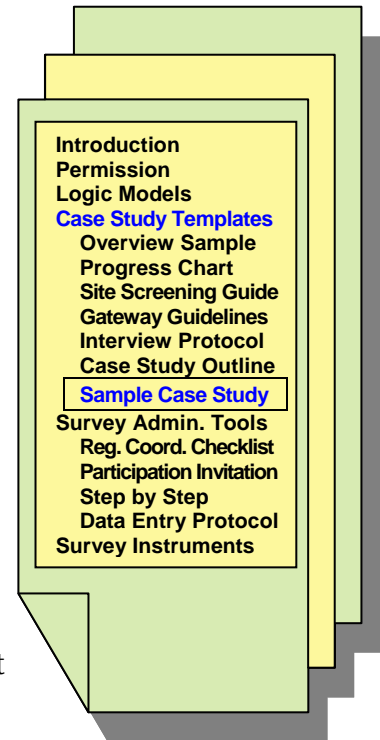 Introduction
Permission
Logic Models
Case Study Templates
Overview Sample
Progress Chart
Site Screening Guide
Gateway Guidelines
Interview Protocol
Case Study Outline
Sample Case Study
Survey Admin. Tools
Reg. Coord. Checklist
Participation Invitation
Step by Step
Data Entry Protocol
Survey Instruments
t